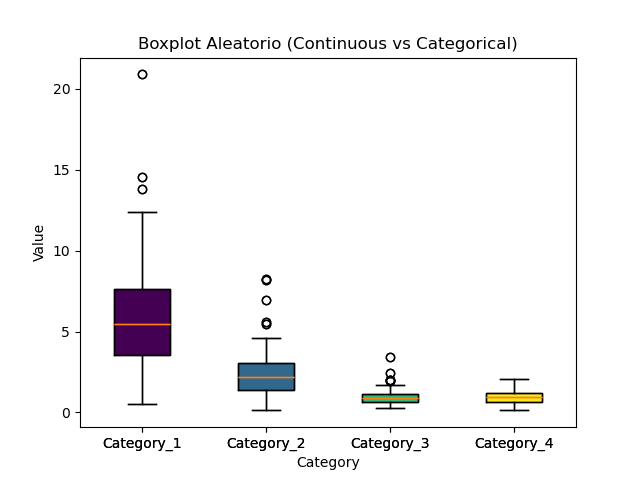 Boxplot Aleatorio (Continuous vs Categorical)
20
15
10
5
0
Value
Category_1 Category_2 Category_3 Category_4
Category